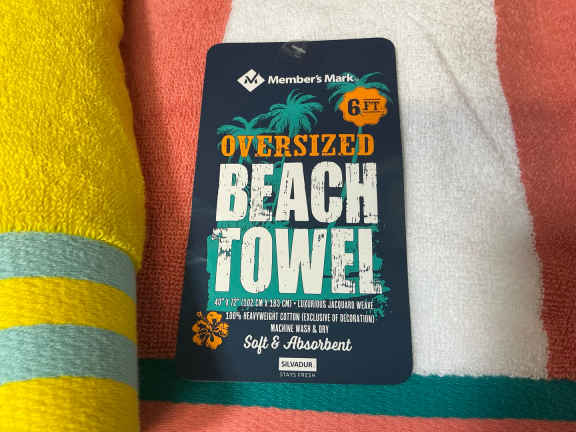 Member's Mark
6 FT
OVERSIZED
BEACH
TOWEL
40" X 72" (102 CM X 183 CM) • LUXURIOUS JACQUARD WEAVE
100% HEAVYWEIGHT COTTON (EXCLUSIVE OF DECORATION)
MACHINE WASH & DRY
Soft & Absorbent
SILVADUR
STAYS FRESH